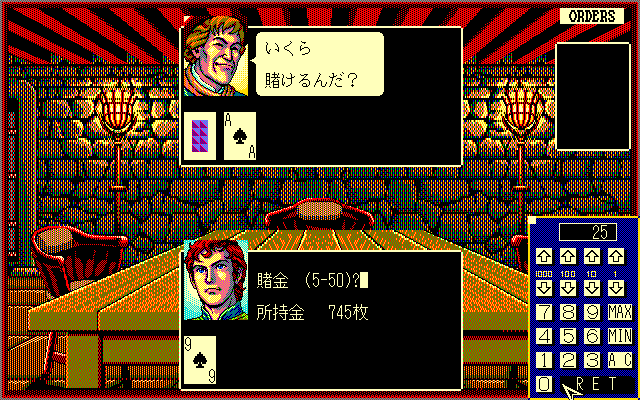 ORDERS
いくら
賭けるんだ？
A
A
25
賭金 (5-50)?
所持金 745枚
1000 100 10 1
7 8 9 MAX
4 5 6 MIN
1 2 3 A C
0 R E T
9
9